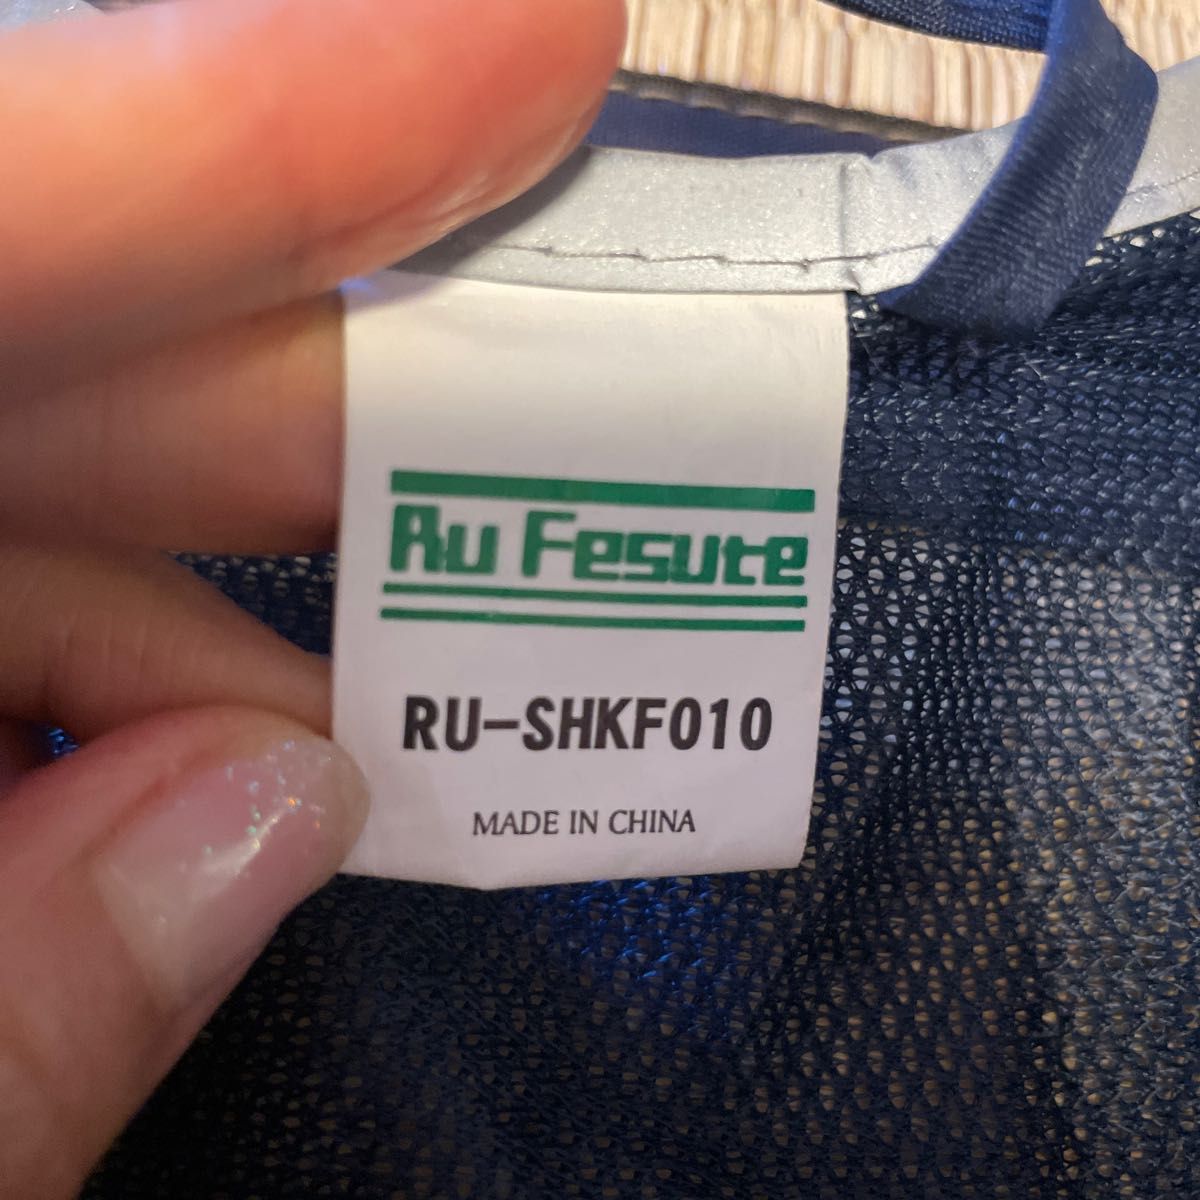 Ru Fesute
RU-SHKF010
MADE IN CHINA